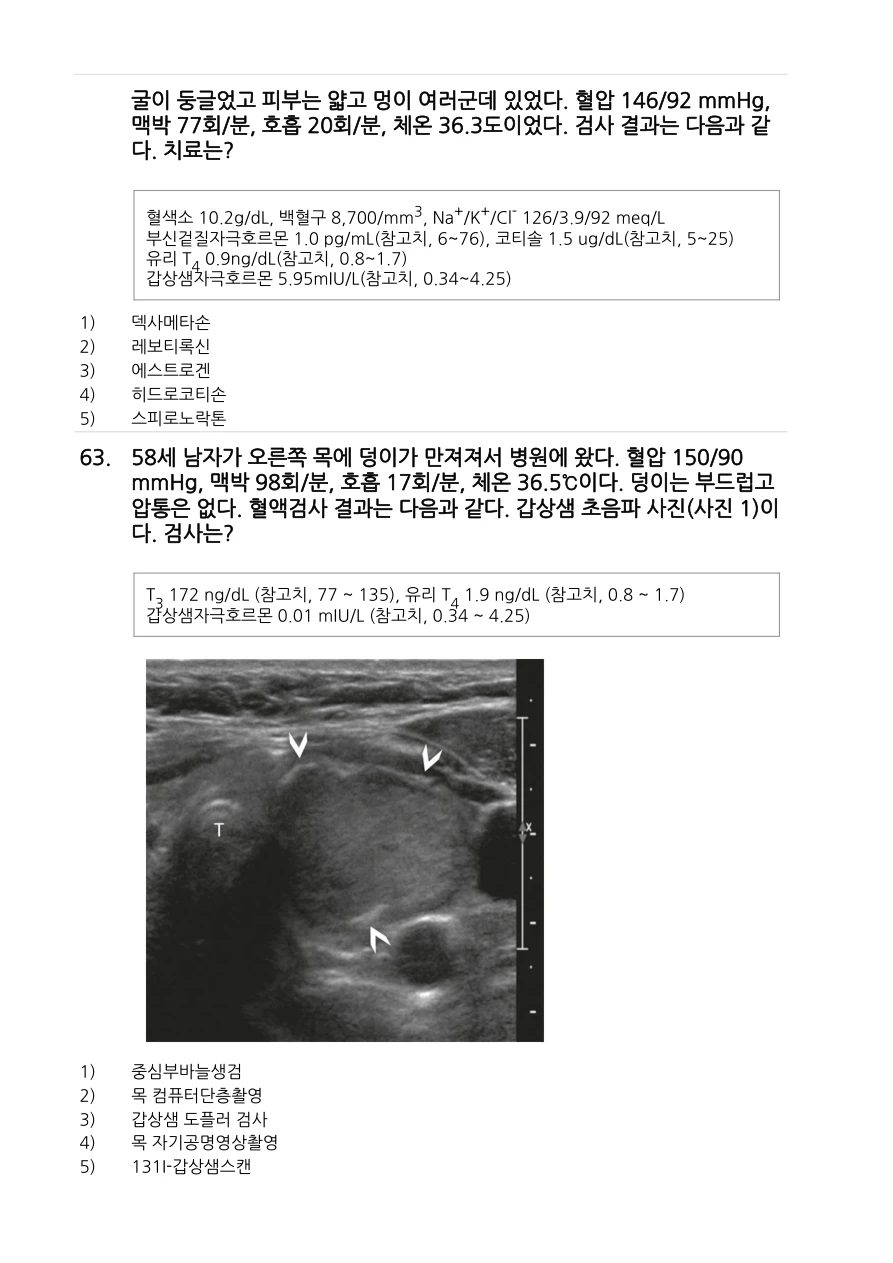 굴이 둥글었고 피부는 얇고 멍이 여러군데 있었다. 혈압 146/92 mmHg,
맥박 77회/분, 호흡 20회/분, 체온 36.3도이었다. 검사 결과는 다음과 같
다. 치료는?
혈색소 10.2g/dL, 백혈구 8,700/mm³, Na⁺/K⁺/Cl⁻ 126/3.9/92 meq/L
부신겉질자극호르몬 1.0 pg/mL(참고치, 6~76), 코티솔 1.5 ug/dL(참고치, 5~25)
유리 T₄ 0.9ng/dL(참고치, 0.8~1.7)
갑상샘자극호르몬 5.95mIU/L(참고치, 0.34~4.25)
1) 덱사메타손
2) 레보티록신
3) 에스트로겐
4) 히드로코티손
5) 스피로노락톤
63. 58세 남자가 오른쪽 목에 덩이가 만져져서 병원에 왔다. 혈압 150/90
mmHg, 맥박 98회/분, 호흡 17회/분, 체온 36.5℃이다. 덩이는 부드럽고
압통은 없다. 혈액검사 결과는 다음과 같다. 갑상샘 초음파 사진(사진 1)이
다. 검사는?
T₃ 172 ng/dL (참고치, 77 ~ 135), 유리 T₄ 1.9 ng/dL (참고치, 0.8 ~ 1.7)
갑상샘자극호르몬 0.01 mIU/L (참고치, 0.34 ~ 4.25)
T
X
1) 중심부바늘생검
2) 목 컴퓨터단층촬영
3) 갑상샘 도플러 검사
4) 목 자기공명영상촬영
5) 131I-갑상샘스캔